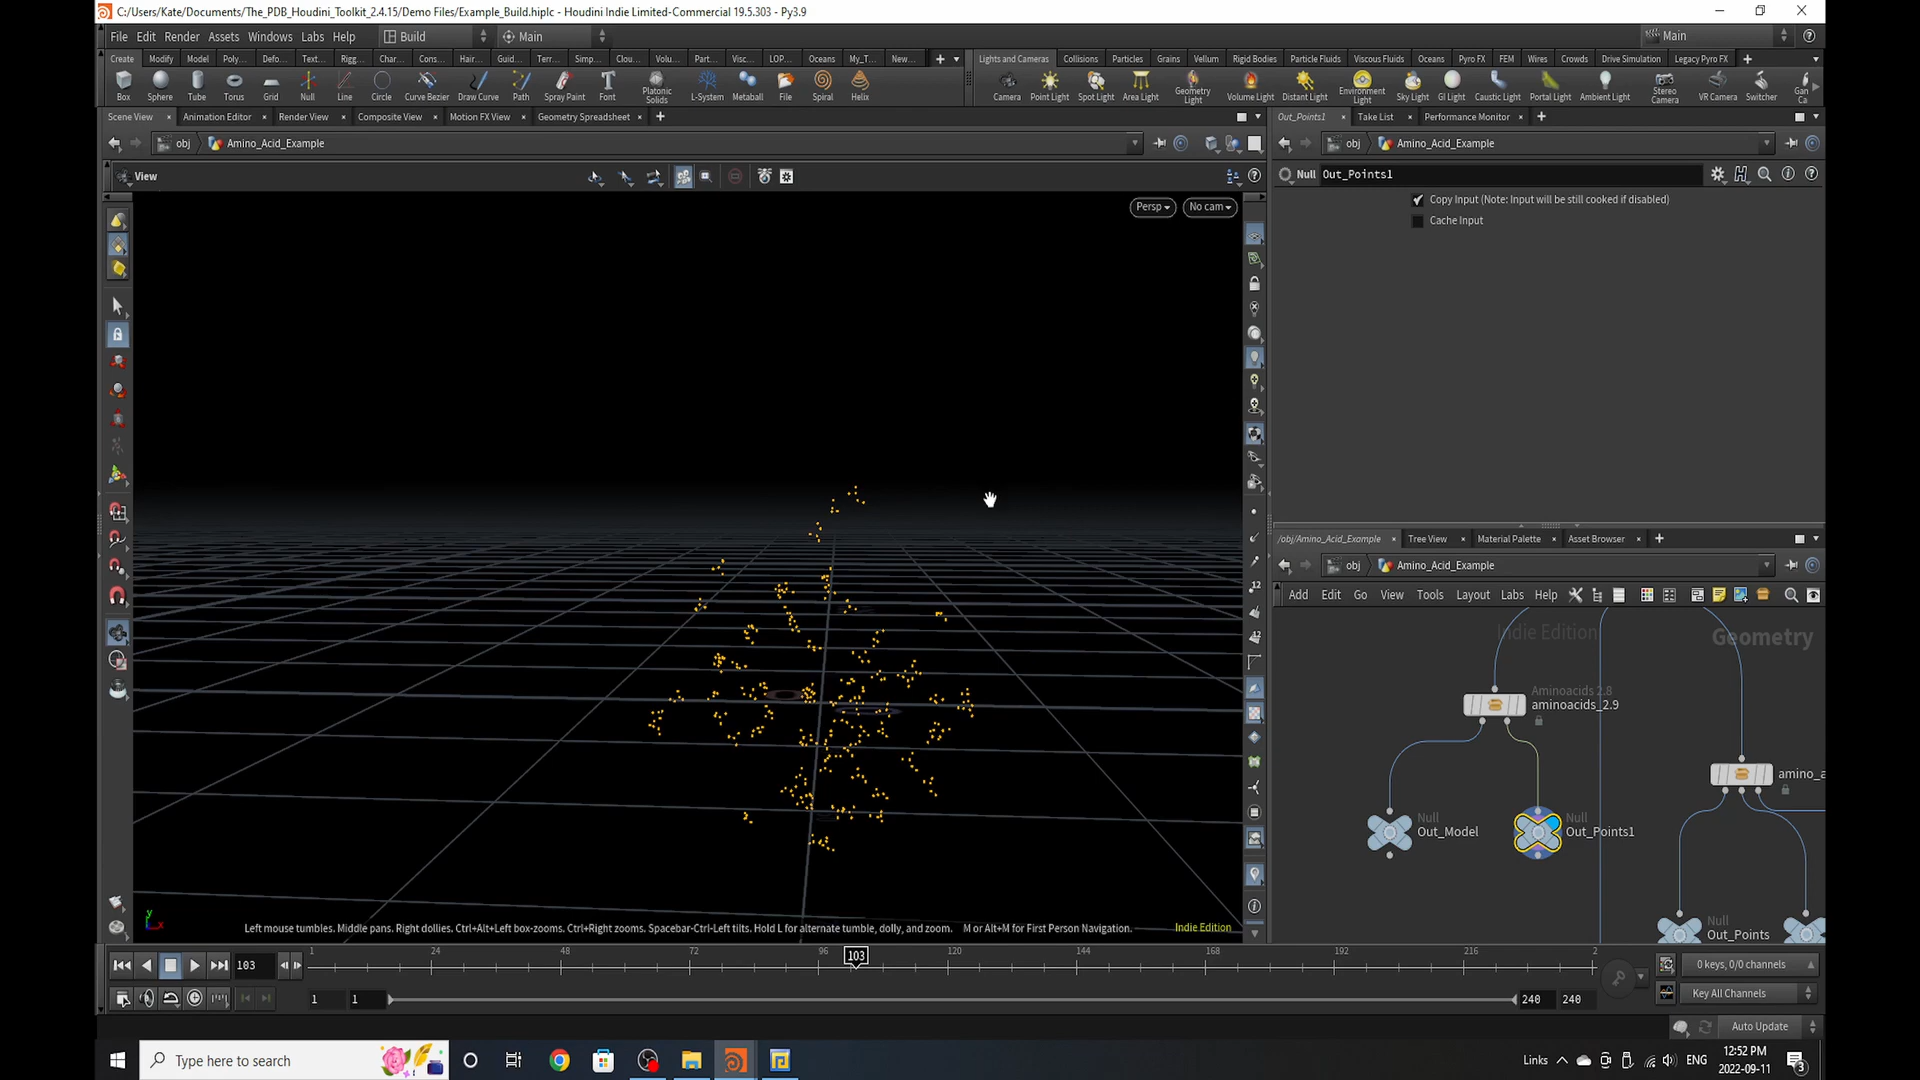 C:/Users/Kate/Documents/The_PDB_Houdini_Toolkit_2.4.15/Demo Files/Example_Build.hiplc - Houdini Indie Limited-Commercial 19.5.303 - Py3.9
File Edit Render Assets Windows Labs Help Build Main Main
Create Modify Model Poly... Defo... Text... Rigg... Char... Cons... Hair... Guid... Terr... Simp... Clou... Volu... Part... Visc... LOP... Oceans My_T... New...
Lights and Cameras Collisions Particles Grains Vellum Rigid Bodies Particle Fluids Viscous Fluids Oceans Pyro FX FEM Wires Crowds Drive Simulation Legacy Pyro FX
Box Sphere Tube Torus Grid Null Line Circle Curve Bezier Draw Curve Path Spray Paint Font Platonic Solids L-System Metaball File Spiral Helix
Camera Point Light Spot Light Area Light Geometry Light Volume Light Distant Light Environment Light Sky Light GI Light Caustic Light Portal Light Ambient Light Stereo Camera VR Camera Switcher Gan Ca
Scene View Animation Editor Render View Composite View Motion FX View Geometry Spreadsheet
Out_Points1 Take List Performance Monitor
obj Amino_Acid_Example
obj Amino_Acid_Example
View
Null Out_Points1
Copy Input (Note: Input will be still cooked if disabled)
Cache Input
Persp No cam
/obj/Amino_Acid_Example Tree View Material Palette Asset Browser
obj Amino_Acid_Example
Add Edit Go View Tools Layout Labs Help
Indie Edition
Geometry
Aminoacids 2.8
aminoacids_2.9
amino_a
Null
Out_Model
Null
Out_Points1
Null
Out_Points
12
12
y
x
Left mouse tumbles. Middle pans. Right dollies. Ctrl+Alt+Left box-zooms. Ctrl+Right zooms. Spacebar-Ctrl-Left tilts. Hold L for alternate tumble, dolly, and zoom. M or Alt+M for First Person Navigation.
Indie Edition
103
1 24 48 72 96 103 120 144 168 192 216 2
0 keys, 0/0 channels
1 1 240 240
Key All Channels
Auto Update
Type here to search
Links ENG
12:52 PM
2022-09-11
3